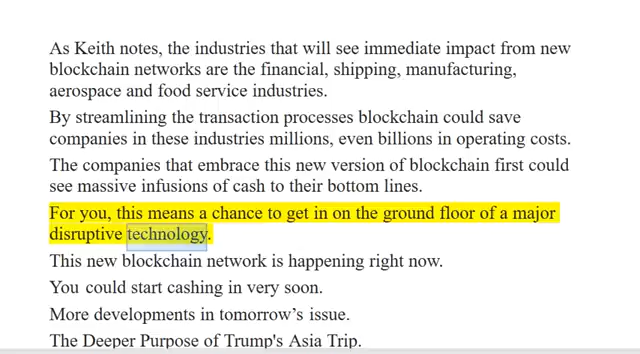 As Keith notes, the industries that will see immediate impact from new
blockchain networks are the financial, shipping, manufacturing,
aerospace and food service industries.
By streamlining the transaction processes blockchain could save
companies in these industries millions, even billions in operating costs.
The companies that embrace this new version of blockchain first could
see massive infusions of cash to their bottom lines.
For you, this means a chance to get in on the ground floor of a major
disruptive technology.
This new blockchain network is happening right now.
You could start cashing in very soon.
More developments in tomorrow’s issue.
The Deeper Purpose of Trump's Asia Trip.